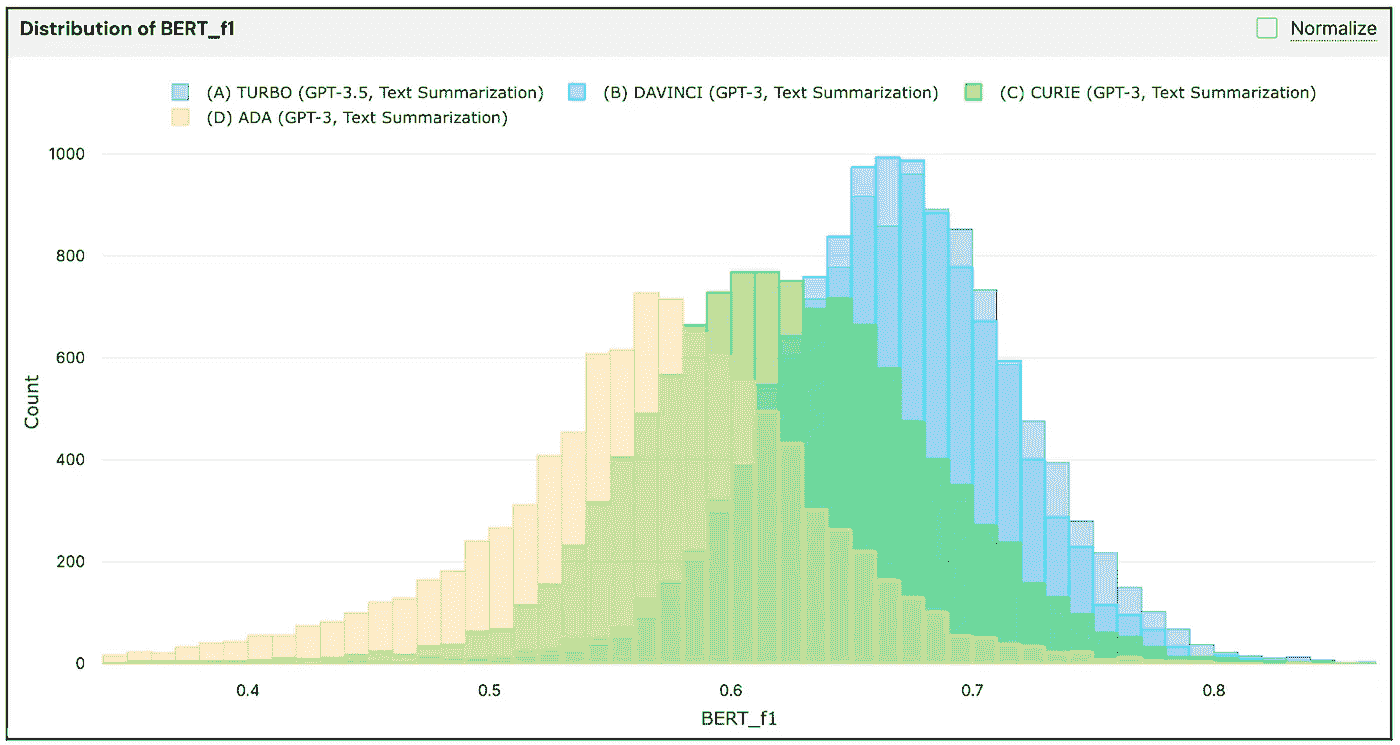 Distribution of BERT_f1
Normalize
(A) TURBO (GPT-3.5, Text Summarization)
(B) DAVINCI (GPT-3, Text Summarization)
(C) CURIE (GPT-3, Text Summarization)
(D) ADA (GPT-3, Text Summarization)
1000
800
600
400
200
0
Count
0.4
0.5
0.6
0.7
0.8
BERT_f1